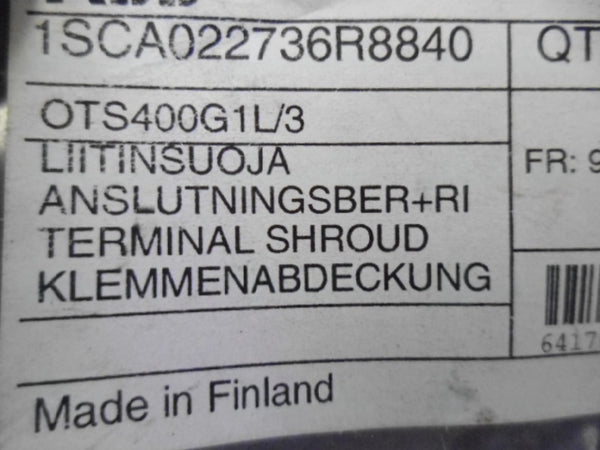 1SCA022736R8840
QT
OTS400G1L/3
LIITINSUOJA
FR: 9
ANSLUTNINGSBER+RI
TERMINAL SHROUD
KLEMMENABDECKUNG
6417
Made in Finland